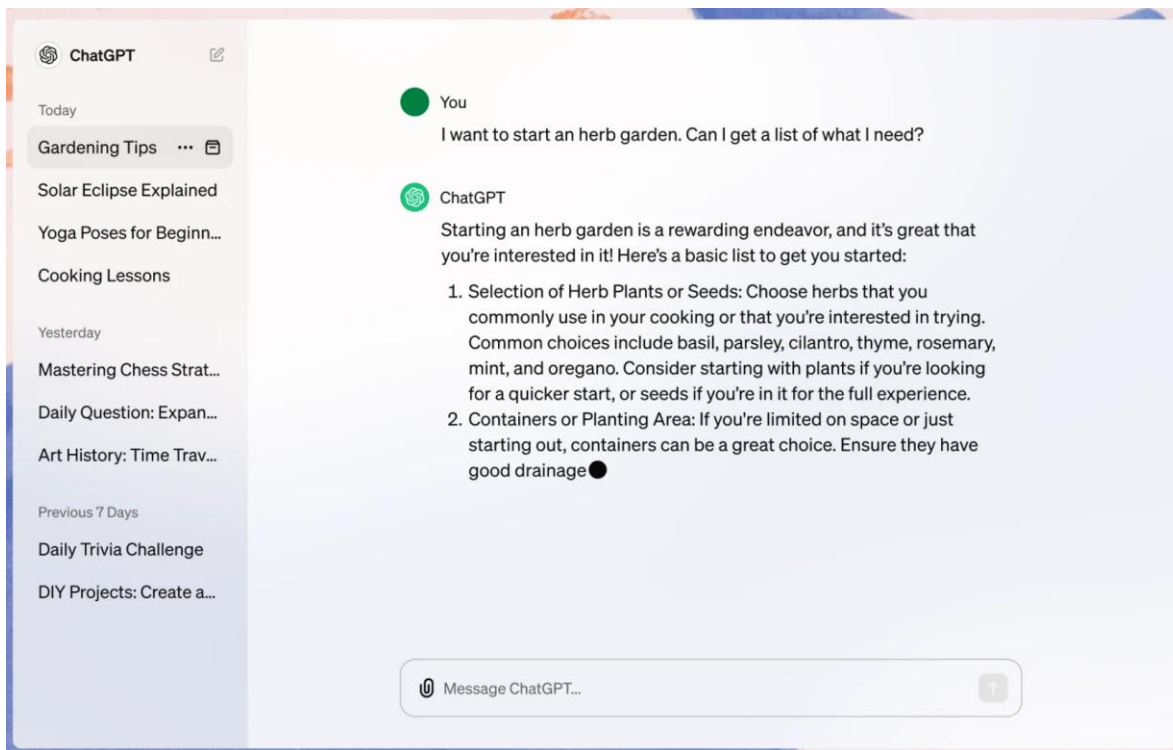 ChatGPT
Today
Gardening Tips
Solar Eclipse Explained
Yoga Poses for Beginn...
Cooking Lessons
Yesterday
Mastering Chess Strat...
Daily Question: Expan...
Art History: Time Trav...
Previous 7 Days
Daily Trivia Challenge
DIY Projects: Create a...
You
I want to start an herb garden. Can I get a list of what I need?
ChatGPT
Starting an herb garden is a rewarding endeavor, and it’s great that
you’re interested in it! Here’s a basic list to get you started:
1. Selection of Herb Plants or Seeds: Choose herbs that you
commonly use in your cooking or that you’re interested in trying.
Common choices include basil, parsley, cilantro, thyme, rosemary,
mint, and oregano. Consider starting with plants if you’re looking
for a quicker start, or seeds if you’re in it for the full experience.
2. Containers or Planting Area: If you're limited on space or just
starting out, containers can be a great choice. Ensure they have
good drainage
Message ChatGPT...